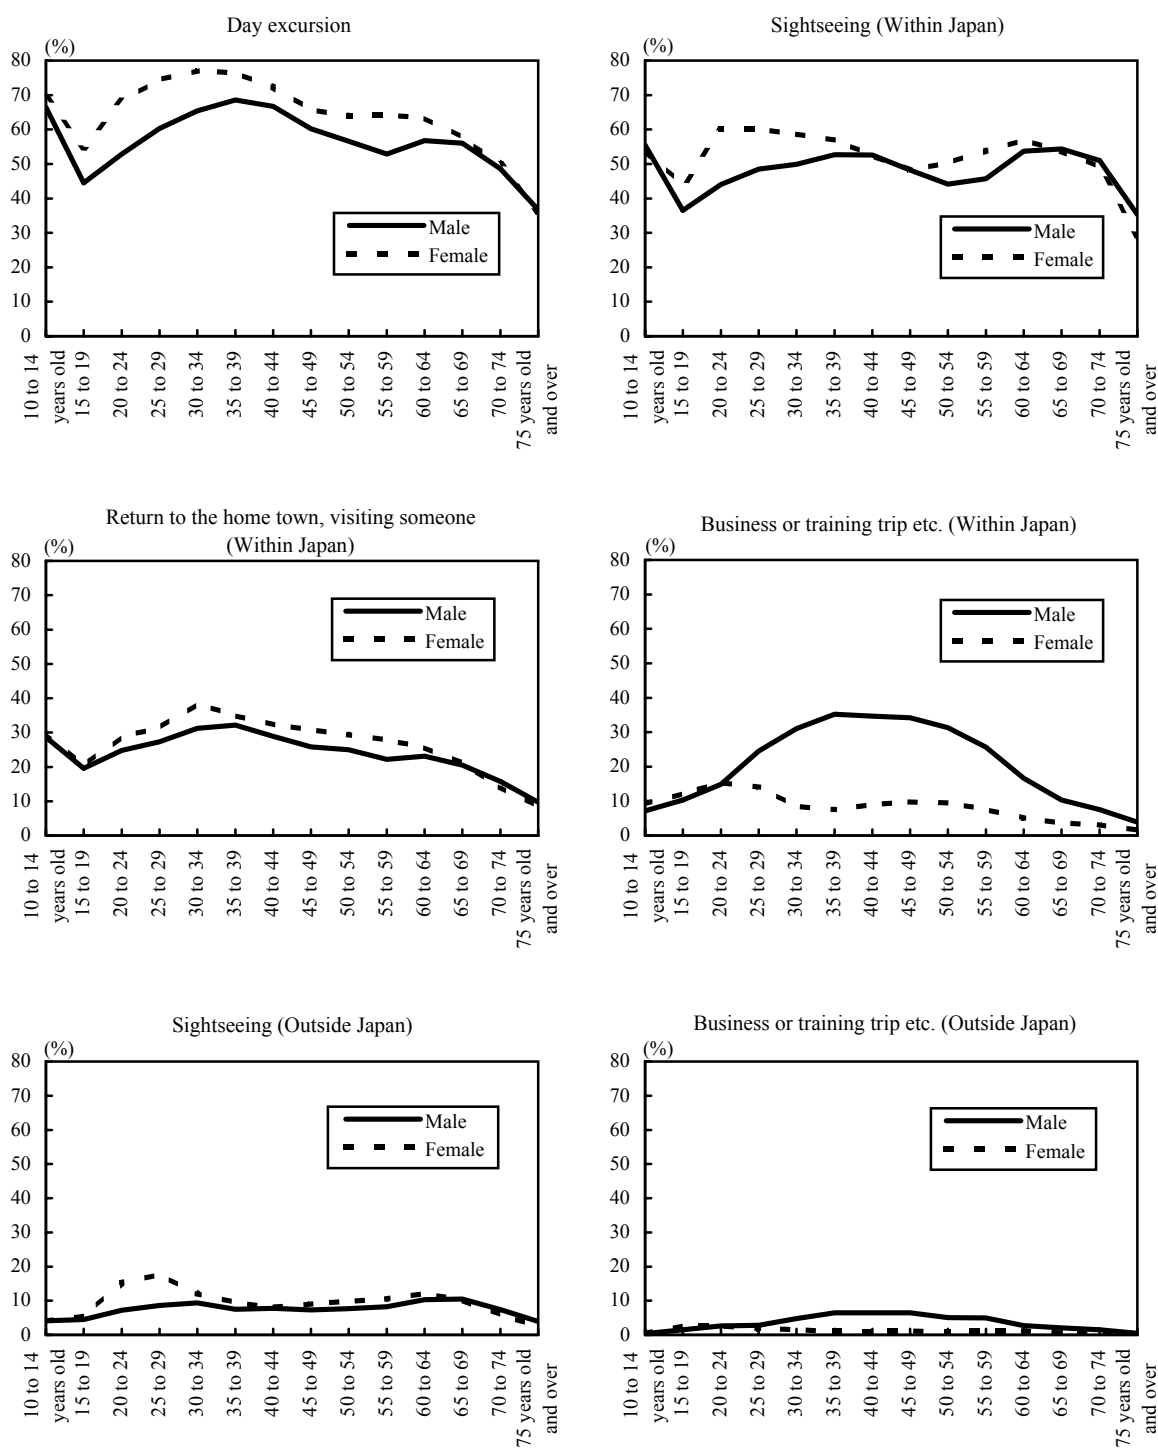 Day excursion
(%)
80
70
60
50
40
30
20
10
0
Male
Female
10 to 14
years old
15 to 19
20 to 24
25 to 29
30 to 34
35 to 39
40 to 44
45 to 49
50 to 54
55 to 59
60 to 64
65 to 69
70 to 74
75 years old
and over
Sightseeing (Within Japan)
(%)
80
70
60
50
40
30
20
10
0
Male
Female
10 to 14
years old
15 to 19
20 to 24
25 to 29
30 to 34
35 to 39
40 to 44
45 to 49
50 to 54
55 to 59
60 to 64
65 to 69
70 to 74
75 years old
and over
Return to the home town, visiting someone
(Within Japan)
(%)
80
70
60
50
40
30
20
10
0
Male
Female
10 to 14
years old
15 to 19
20 to 24
25 to 29
30 to 34
35 to 39
40 to 44
45 to 49
50 to 54
55 to 59
60 to 64
65 to 69
70 to 74
75 years old
and over
Business or training trip etc. (Within Japan)
(%)
80
70
60
50
40
30
20
10
0
Male
Female
10 to 14
years old
15 to 19
20 to 24
25 to 29
30 to 34
35 to 39
40 to 44
45 to 49
50 to 54
55 to 59
60 to 64
65 to 69
70 to 74
75 years old
and over
Sightseeing (Outside Japan)
(%)
80
70
60
50
40
30
20
10
0
Male
Female
10 to 14
years old
15 to 19
20 to 24
25 to 29
30 to 34
35 to 39
40 to 44
45 to 49
50 to 54
55 to 59
60 to 64
65 to 69
70 to 74
75 years old
and over
Business or training trip etc. (Outside Japan)
(%)
80
70
60
50
40
30
20
10
0
Male
Female
10 to 14
years old
15 to 19
20 to 24
25 to 29
30 to 34
35 to 39
40 to 44
45 to 49
50 to 54
55 to 59
60 to 64
65 to 69
70 to 74
75 years old
and over